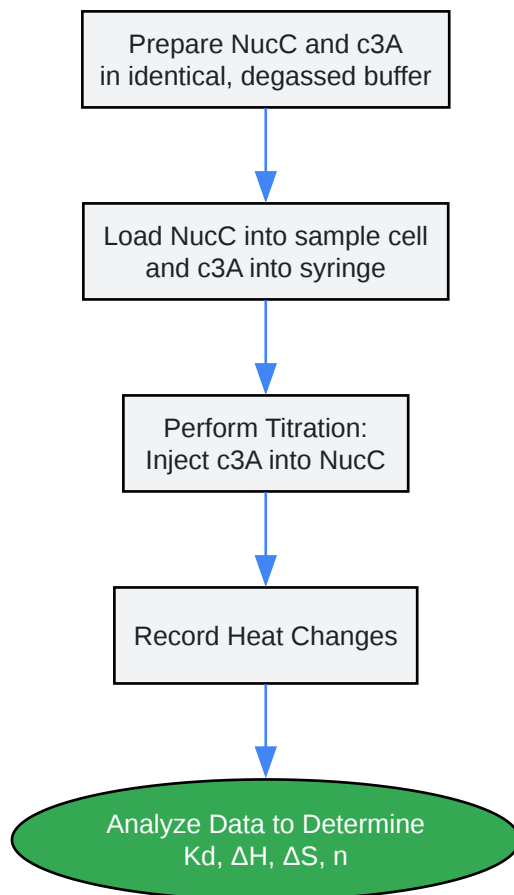 Prepare NucC and c3A
in identical, degassed buffer
Load NucC into sample cell
and c3A into syringe
Perform Titration:
Inject c3A into NucC
Record Heat Changes
Analyze Data to Determine
Kd, ΔH, ΔS, n